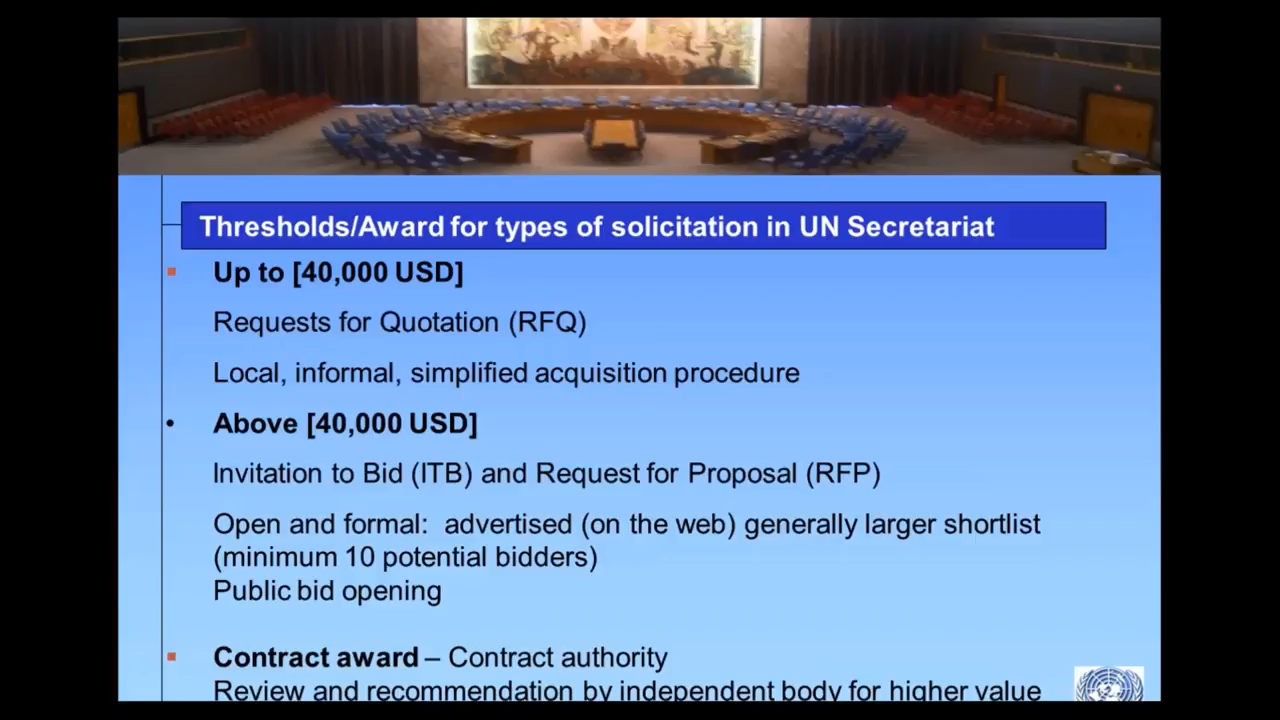 Thresholds/Award for types of solicitation in UN Secretariat
Up to [40,000 USD]
Requests for Quotation (RFQ)
Local, informal, simplified acquisition procedure
• Above [40,000 USD]
Invitation to Bid (ITB) and Request for Proposal (RFP)
Open and formal: advertised (on the web) generally larger shortlist
(minimum 10 potential bidders)
Public bid opening
Contract award – Contract authority
Review and recommendation by independent body for higher value